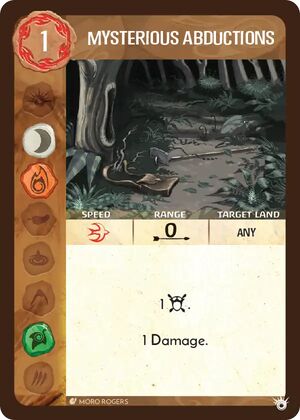 1
MYSTERIOUS ABDUCTIONS
SPEED
RANGE
TARGET LAND
0
ANY
1
1 Damage.
MORO ROGERS